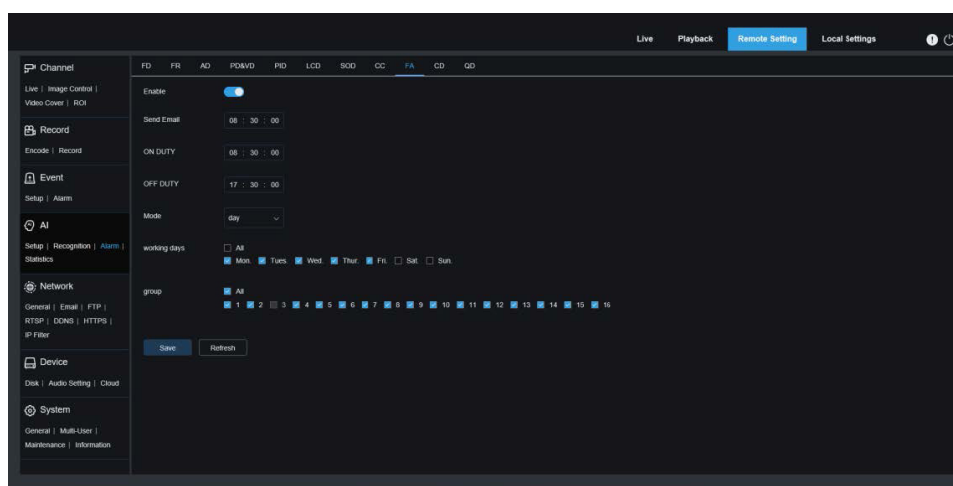 Live Playback Remote Setting Local Settings
Channel
Live | Image Control |
Video Cover | ROI
Record
Encode | Record
Event
Setup | Alarm
AI
Setup | Recognition | Alarm |
Statistics
Network
General | Email | FTP |
RTSP | DDNS | HTTPS |
IP Filter
Device
Disk | Audio Setting | Cloud
System
General | Multi-User |
Maintenance | Information
FD FR AD PD&VD PID LCD SOD CC FA CD QD
Enable
Send Email 08 : 30 : 00
ON DUTY 08 : 30 : 00
OFF DUTY 17 : 30 : 00
Mode day
working days All
Mon. Tues. Wed. Thur. Fri. Sat. Sun.
group All
1 2 3 4 5 6 7 8 9 10 11 12 13 14 15 16
Save Refresh